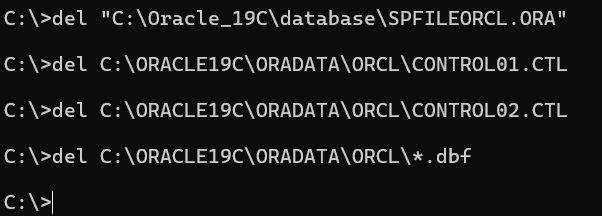 C:\>del "C:\Oracle_19C\database\SPFILEORCL.ORA"
C:\>del C:\ORACLE19C\ORADATA\ORCL\CONTROL01.CTL
C:\>del C:\ORACLE19C\ORADATA\ORCL\CONTROL02.CTL
C:\>del C:\ORACLE19C\ORADATA\ORCL\*.dbf
C:\>